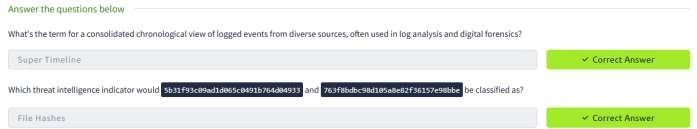 Answer the questions below
What's the term for a consolidated chronological view of logged events from diverse sources, often used in log analysis and digital forensics?
Super Timeline
✓ Correct Answer
Which threat intelligence indicator would 5b31f93c09ad1d065c0491b764d04933 and 763f8bdbc98d105a8e82f36157e98bbe be classified as?
File Hashes
✓ Correct Answer